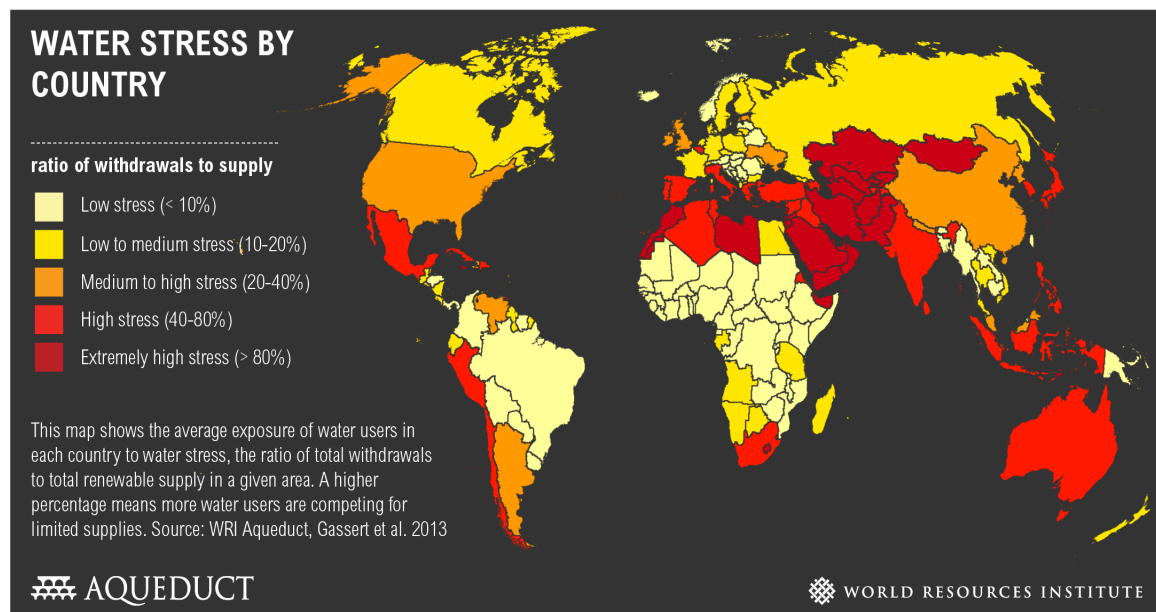 WATER STRESS BY
COUNTRY
ratio of withdrawals to supply
Low stress (< 10%)
Low to medium stress (10-20%)
Medium to high stress (20-40%)
High stress (40-80%)
Extremely high stress (> 80%)
This map shows the average exposure of water users in
each country to water stress, the ratio of total withdrawals
to total renewable supply in a given area. A higher
percentage means more water users are competing for
limited supplies. Source: WRI Aqueduct, Gassert et al. 2013
AQUEDUCT
WORLD RESOURCES INSTITUTE